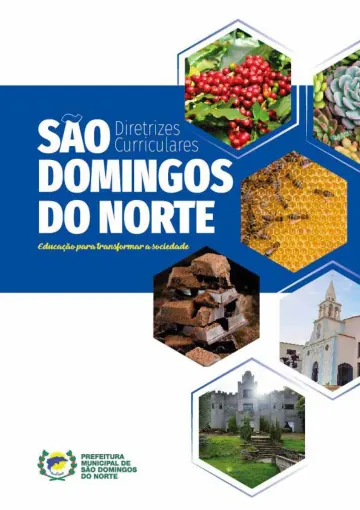 Diretrizes
Curriculares
SÃO
DOMINGOS
DO NORTE
Educação para transformar a sociedade
PREFEITURA
MUNICIPAL DE
SÃO DOMINGOS
DO NORTE